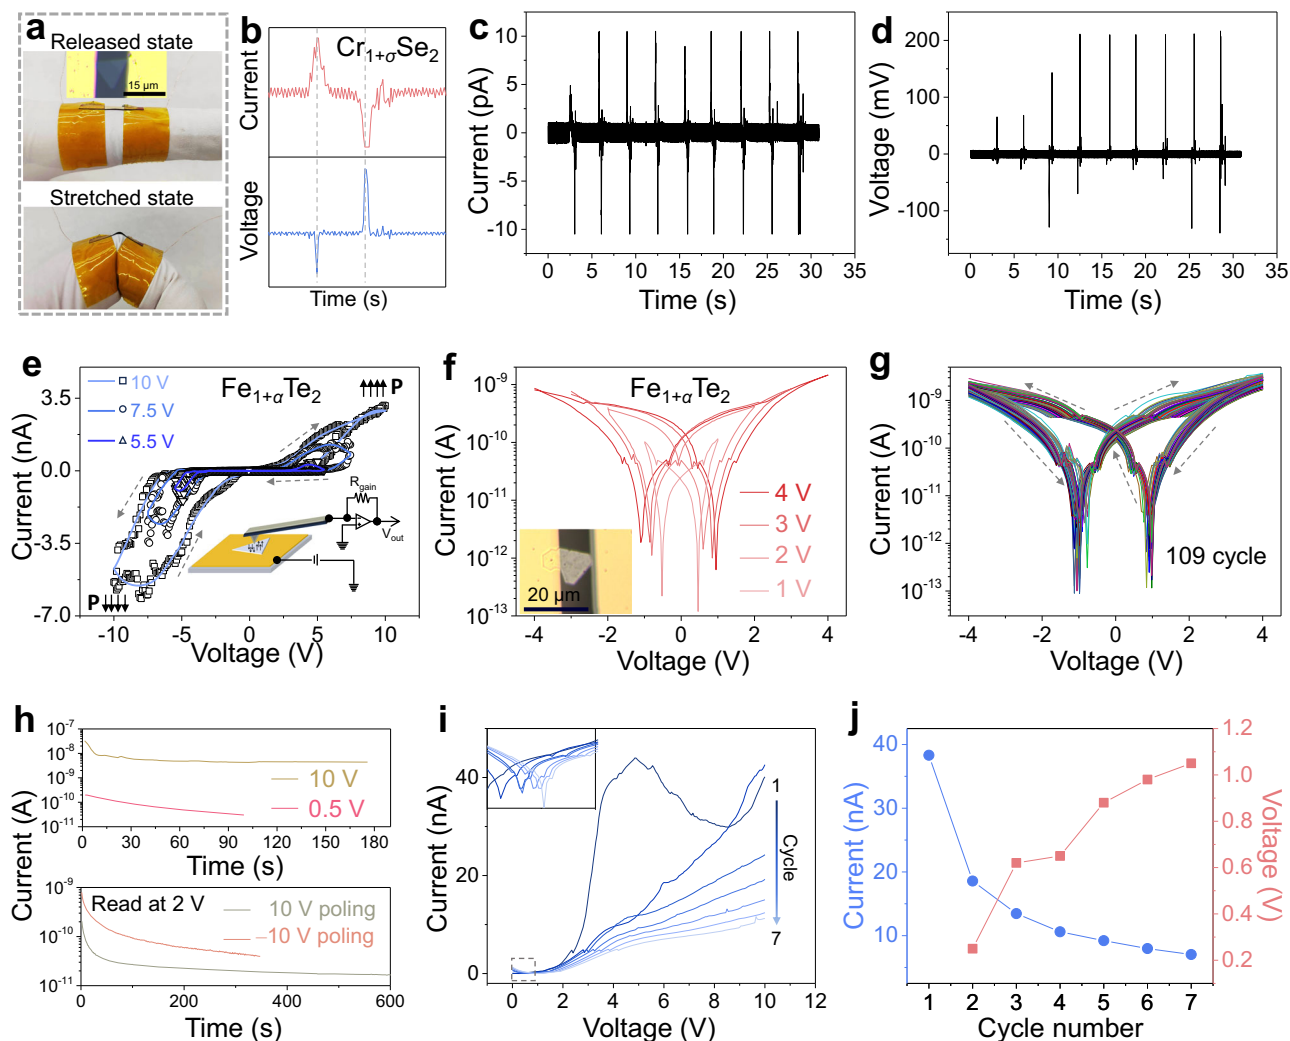 a
Released state
15 μm
Stretched state
b
Cr1+σSe2
Current
Voltage
Time (s)
c
Current (pA)
10
5
0
-5
-10
0 5 10 15 20 25 30 35
Time (s)
d
Voltage (mV)
200
100
0
-100
0 5 10 15 20 25 30 35
Time (s)
e
Fe1+αTe2
10 V
7.5 V
5.5 V
P
P
Rgain
Vout
Current (nA)
3.5
0.0
-3.5
-7.0
-10 -5 0 5 10
Voltage (V)
f
Fe1+αTe2
4 V
3 V
2 V
1 V
20 μm
Current (A)
10-9
10-10
10-11
10-12
10-13
-4 -2 0 2 4
Voltage (V)
g
109 cycle
Current (A)
10-9
10-10
10-11
10-12
10-13
-4 -2 0 2 4
Voltage (V)
h
Current (A)
10-7
10-8
10-9
10-10
10-11
10 V
0.5 V
0 30 60 90 120 150 180
Time (s)
10-9
10-10
10-11
Read at 2 V
10 V poling
−10 V poling
0 200 400 600
Time (s)
i
Current (nA)
40
20
0
1
Cycle
7
0 2 4 6 8 10 12
Voltage (V)
j
Current (nA)
40
30
20
10
Voltage (V)
1.2
1.0
0.8
0.6
0.4
0.2
1 2 3 4 5 6 7
Cycle number